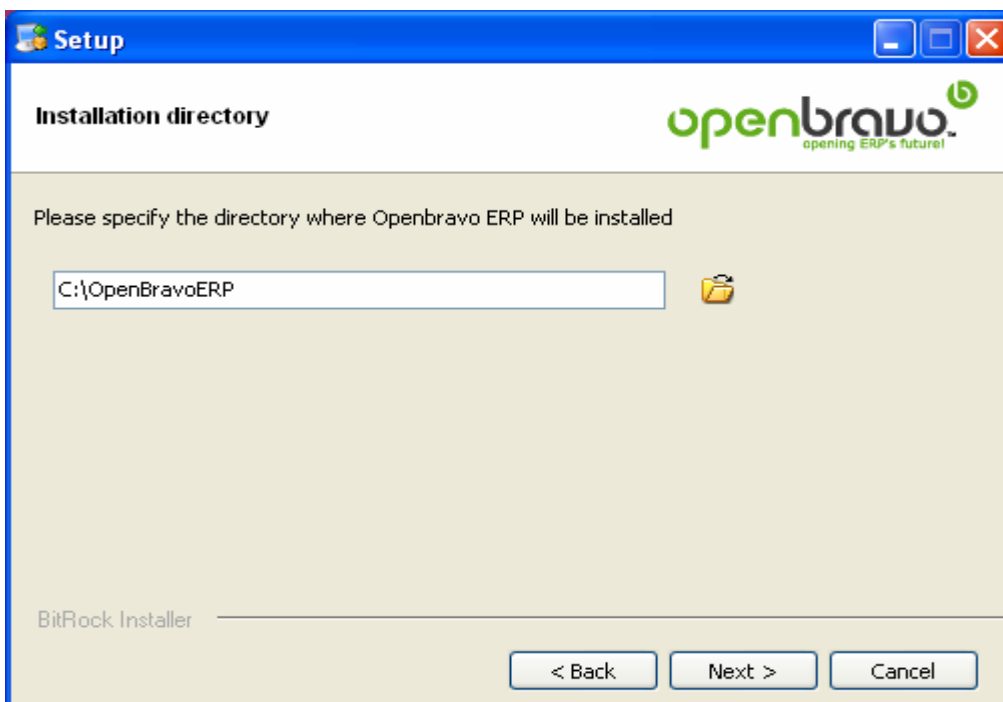 Setup
Installation directory
openbravo™
opening ERP's future!
Please specify the directory where Openbravo ERP will be installed
C:\OpenBravoERP
BitRock Installer
< Back
Next >
Cancel